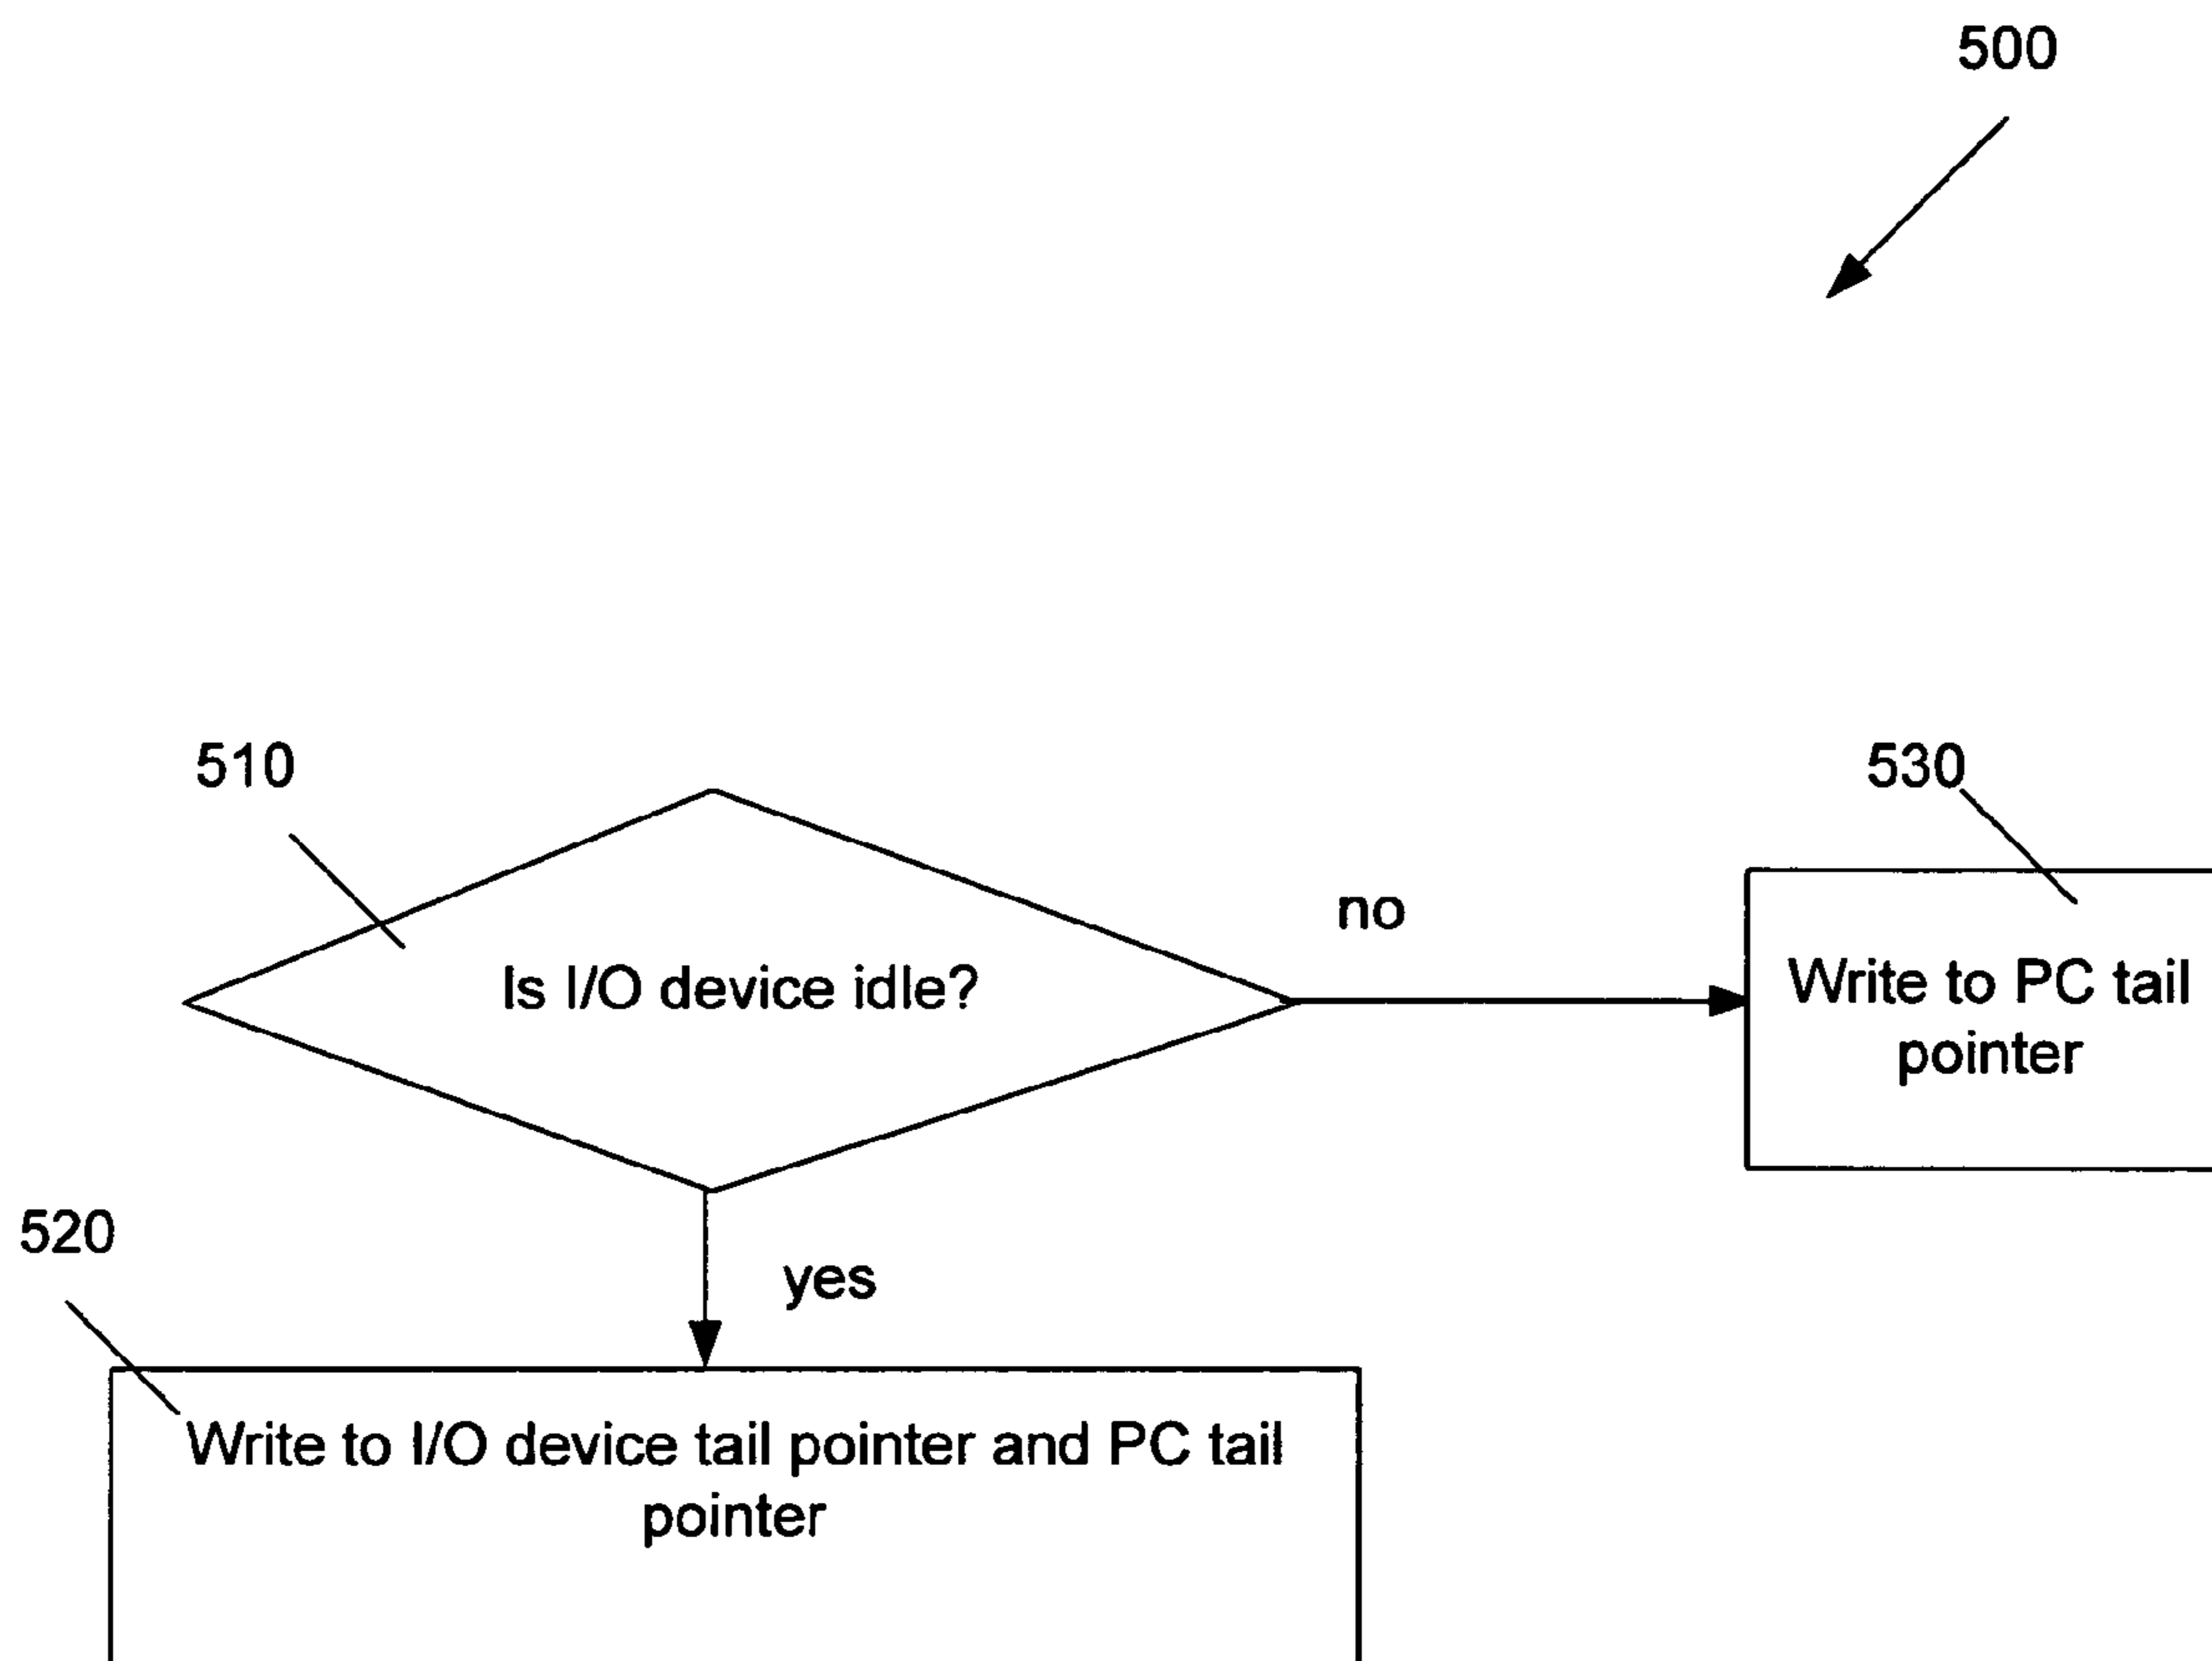 500
510
530
no
Is I/O device idle?
Write to PC tail
pointer
520
yes
Write to I/O device tail pointer and PC tail
pointer